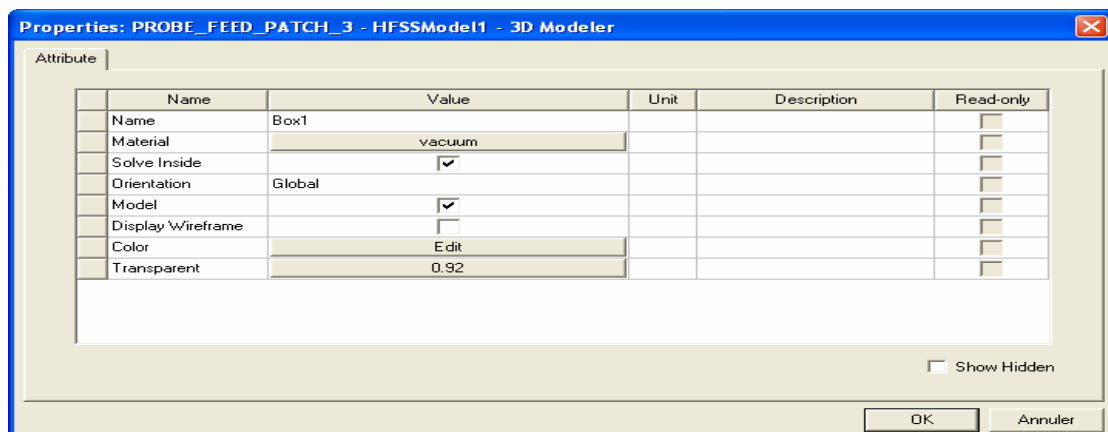 Properties: PROBE_FEED_PATCH_3 - HFSSModel1 - 3D Modeler
Attribute
Name Value Unit Description Read-only
Name Box1
Material vacuum
Solve Inside
Orientation Global
Model
Display Wireframe
Color Edit
Transparent 0.92
Show Hidden
OK Annuler